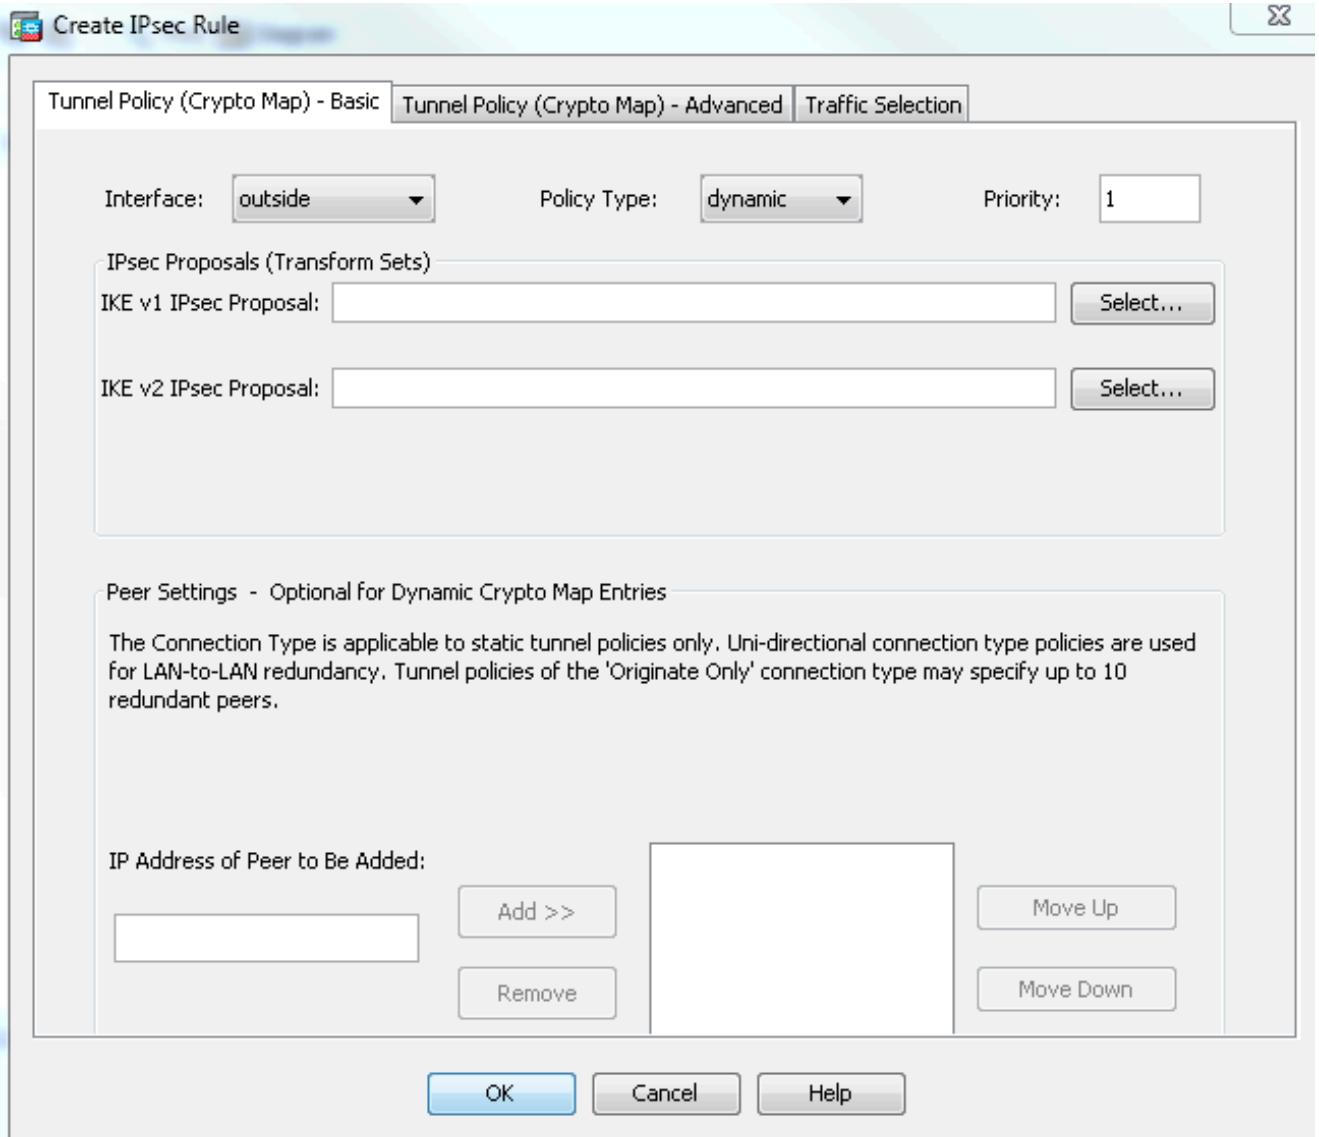 Create IPsec Rule
Tunnel Policy (Crypto Map) - Basic
Tunnel Policy (Crypto Map) - Advanced
Traffic Selection
Interface:
outside
Policy Type:
dynamic
Priority:
1
IPsec Proposals (Transform Sets)
IKE v1 IPsec Proposal:
Select...
IKE v2 IPsec Proposal:
Select...
Peer Settings - Optional for Dynamic Crypto Map Entries
The Connection Type is applicable to static tunnel policies only. Uni-directional connection type policies are used
for LAN-to-LAN redundancy. Tunnel policies of the 'Originate Only' connection type may specify up to 10
redundant peers.
IP Address of Peer to Be Added:
Add >>
Move Up
Remove
Move Down
OK
Cancel
Help